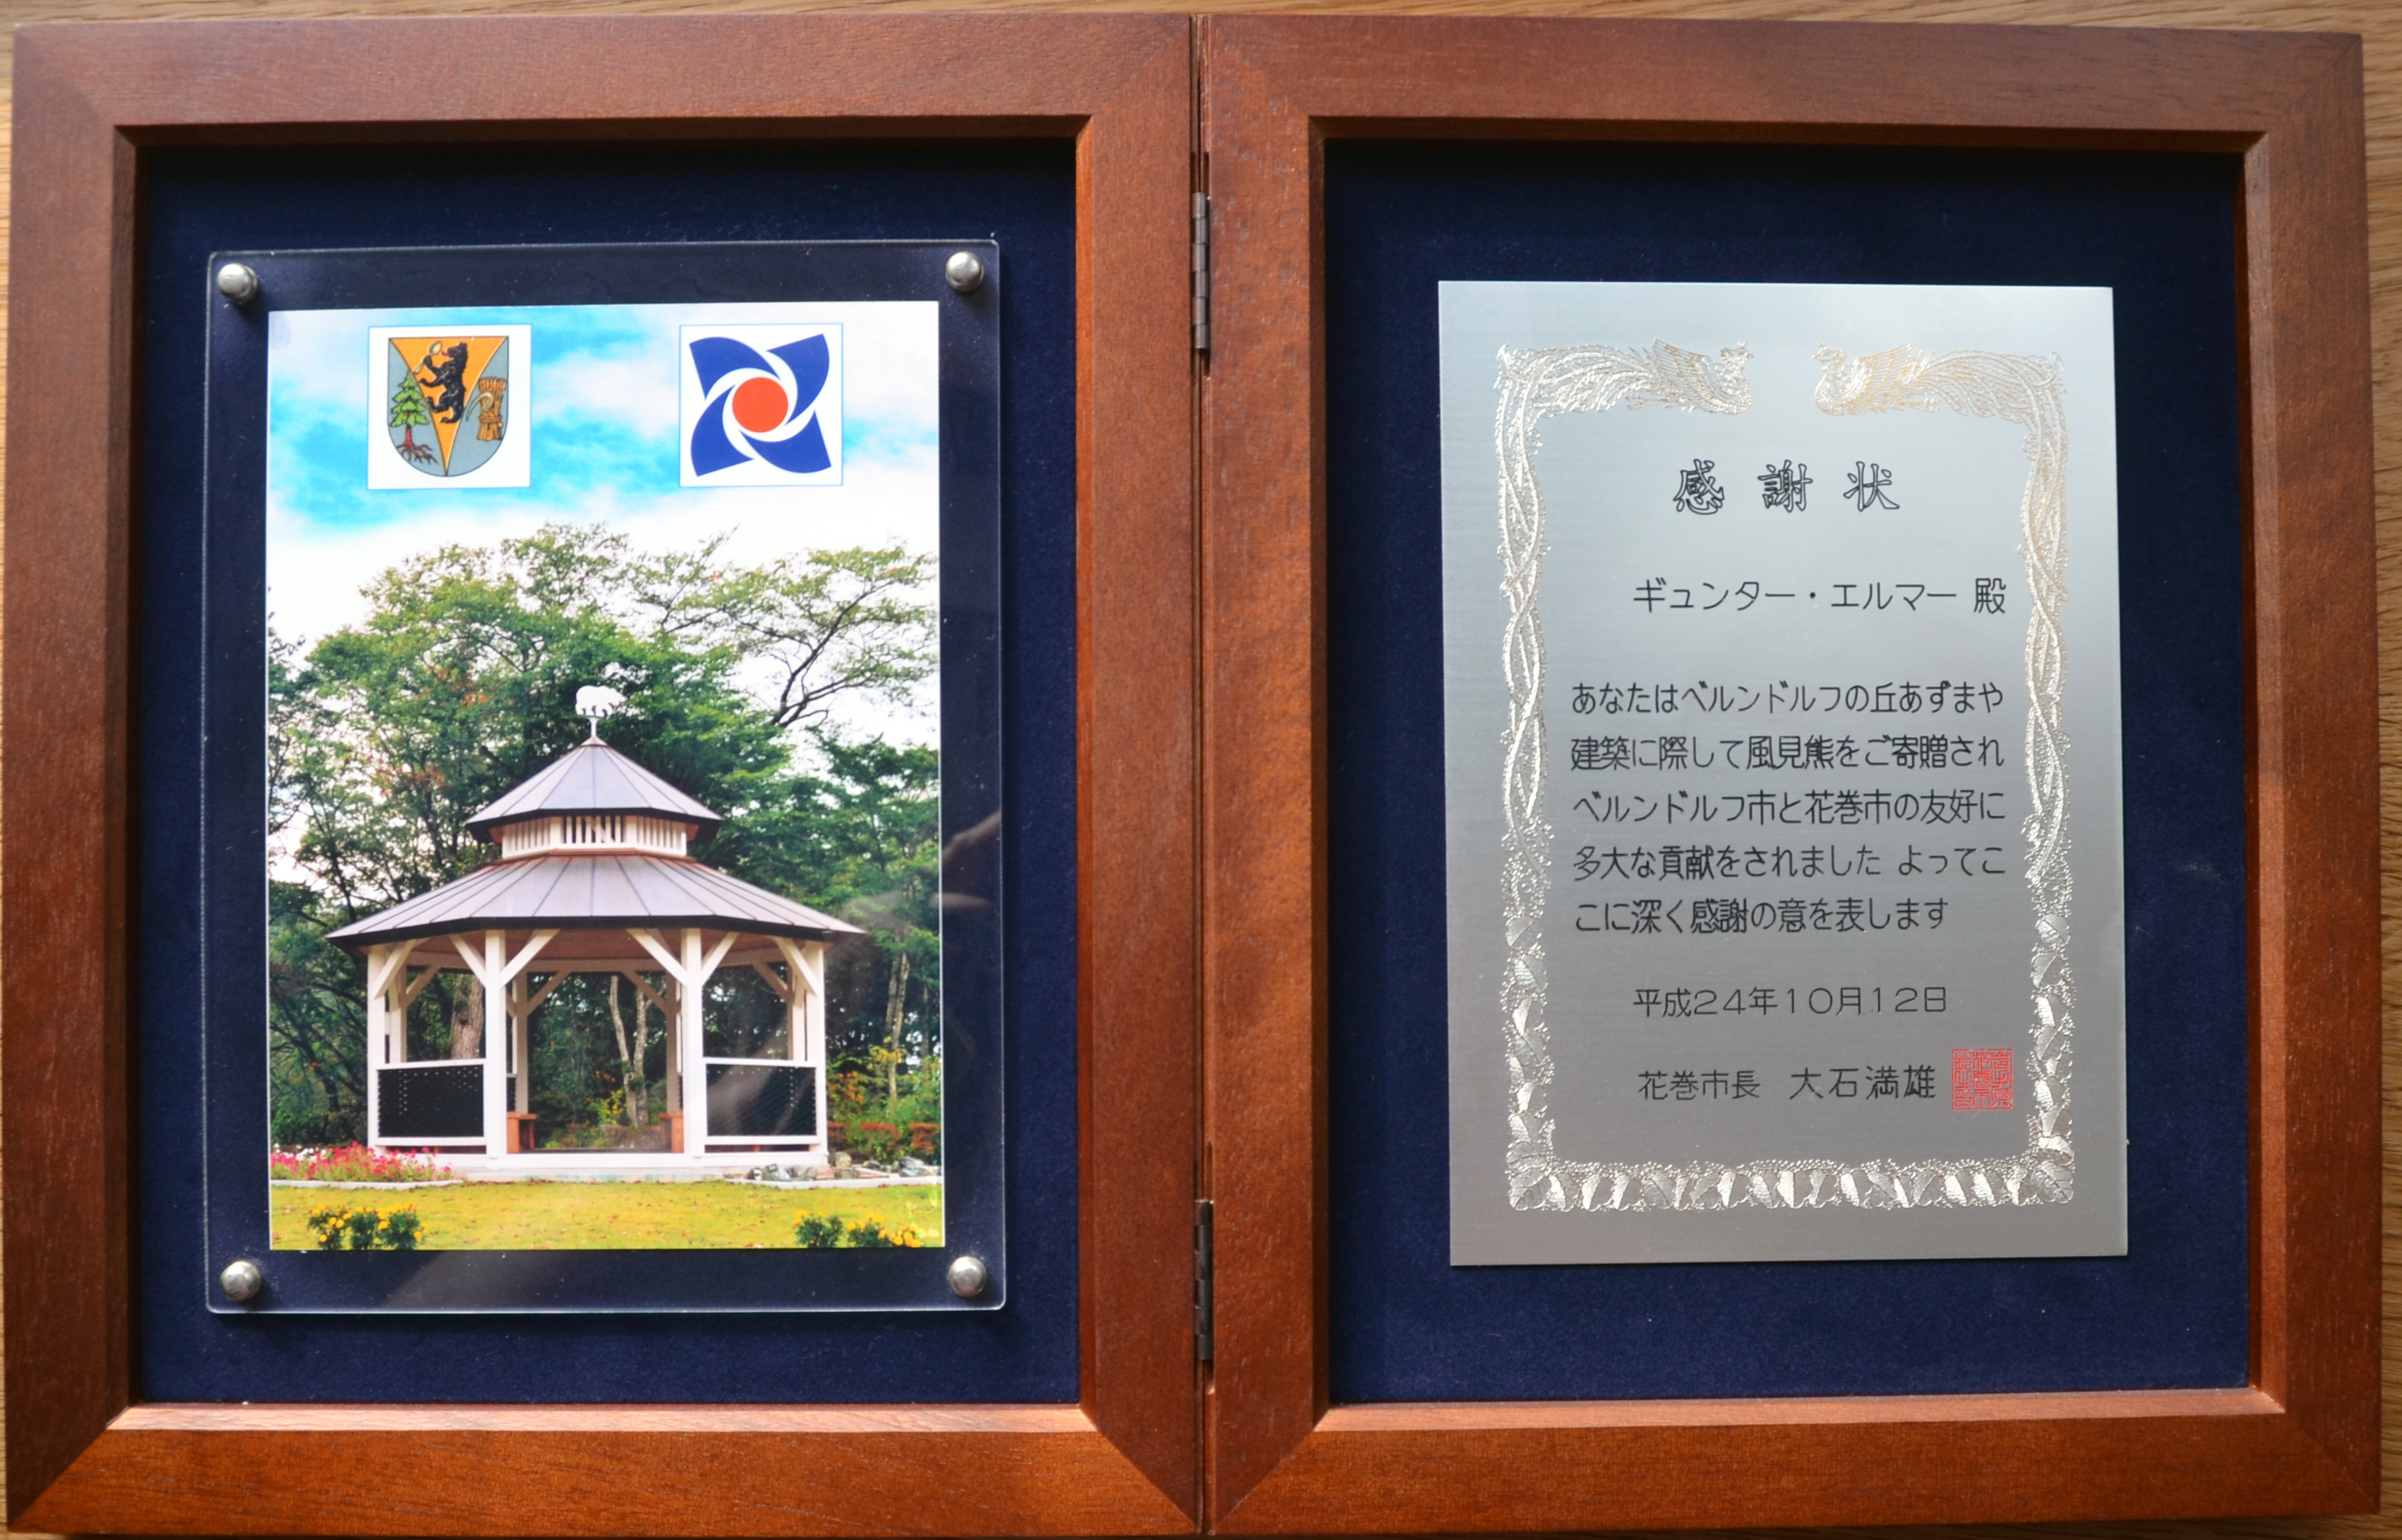 感謝状
ギュンター・エルマー 殿
あなたはベルンドルフの丘あずまや
建築に際して風見熊をご寄贈され
ベルンドルフ市と花巻市の友好に
多大な貢献をされました よってこ
こに深く感謝の意を表します
平成24年10月12日
花巻市長 大石満雄